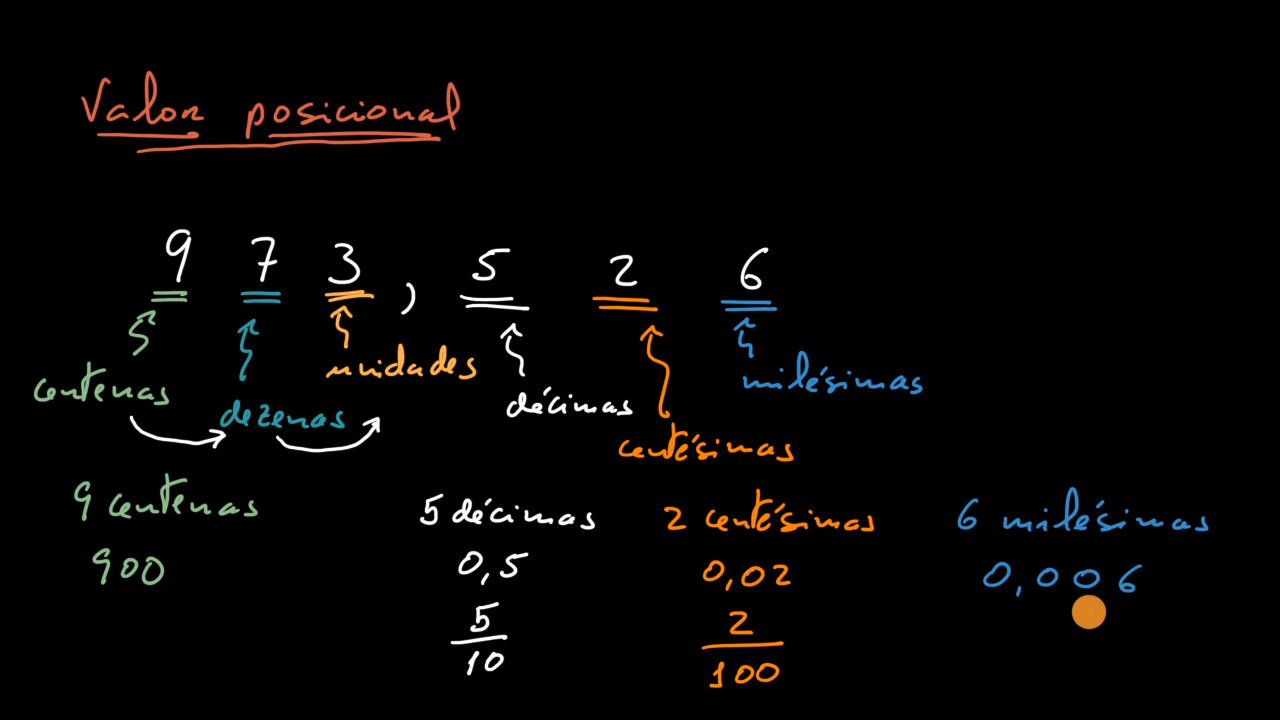 Valor posicional
9 7 3 , 5 2 6
unidades
milésimas
centenas
décimas
dezenas
centésimas
9 centenas
5 décimas
2 centésimas
6 milésimas
900
0,5
0,02
0,006
5
10
2
100